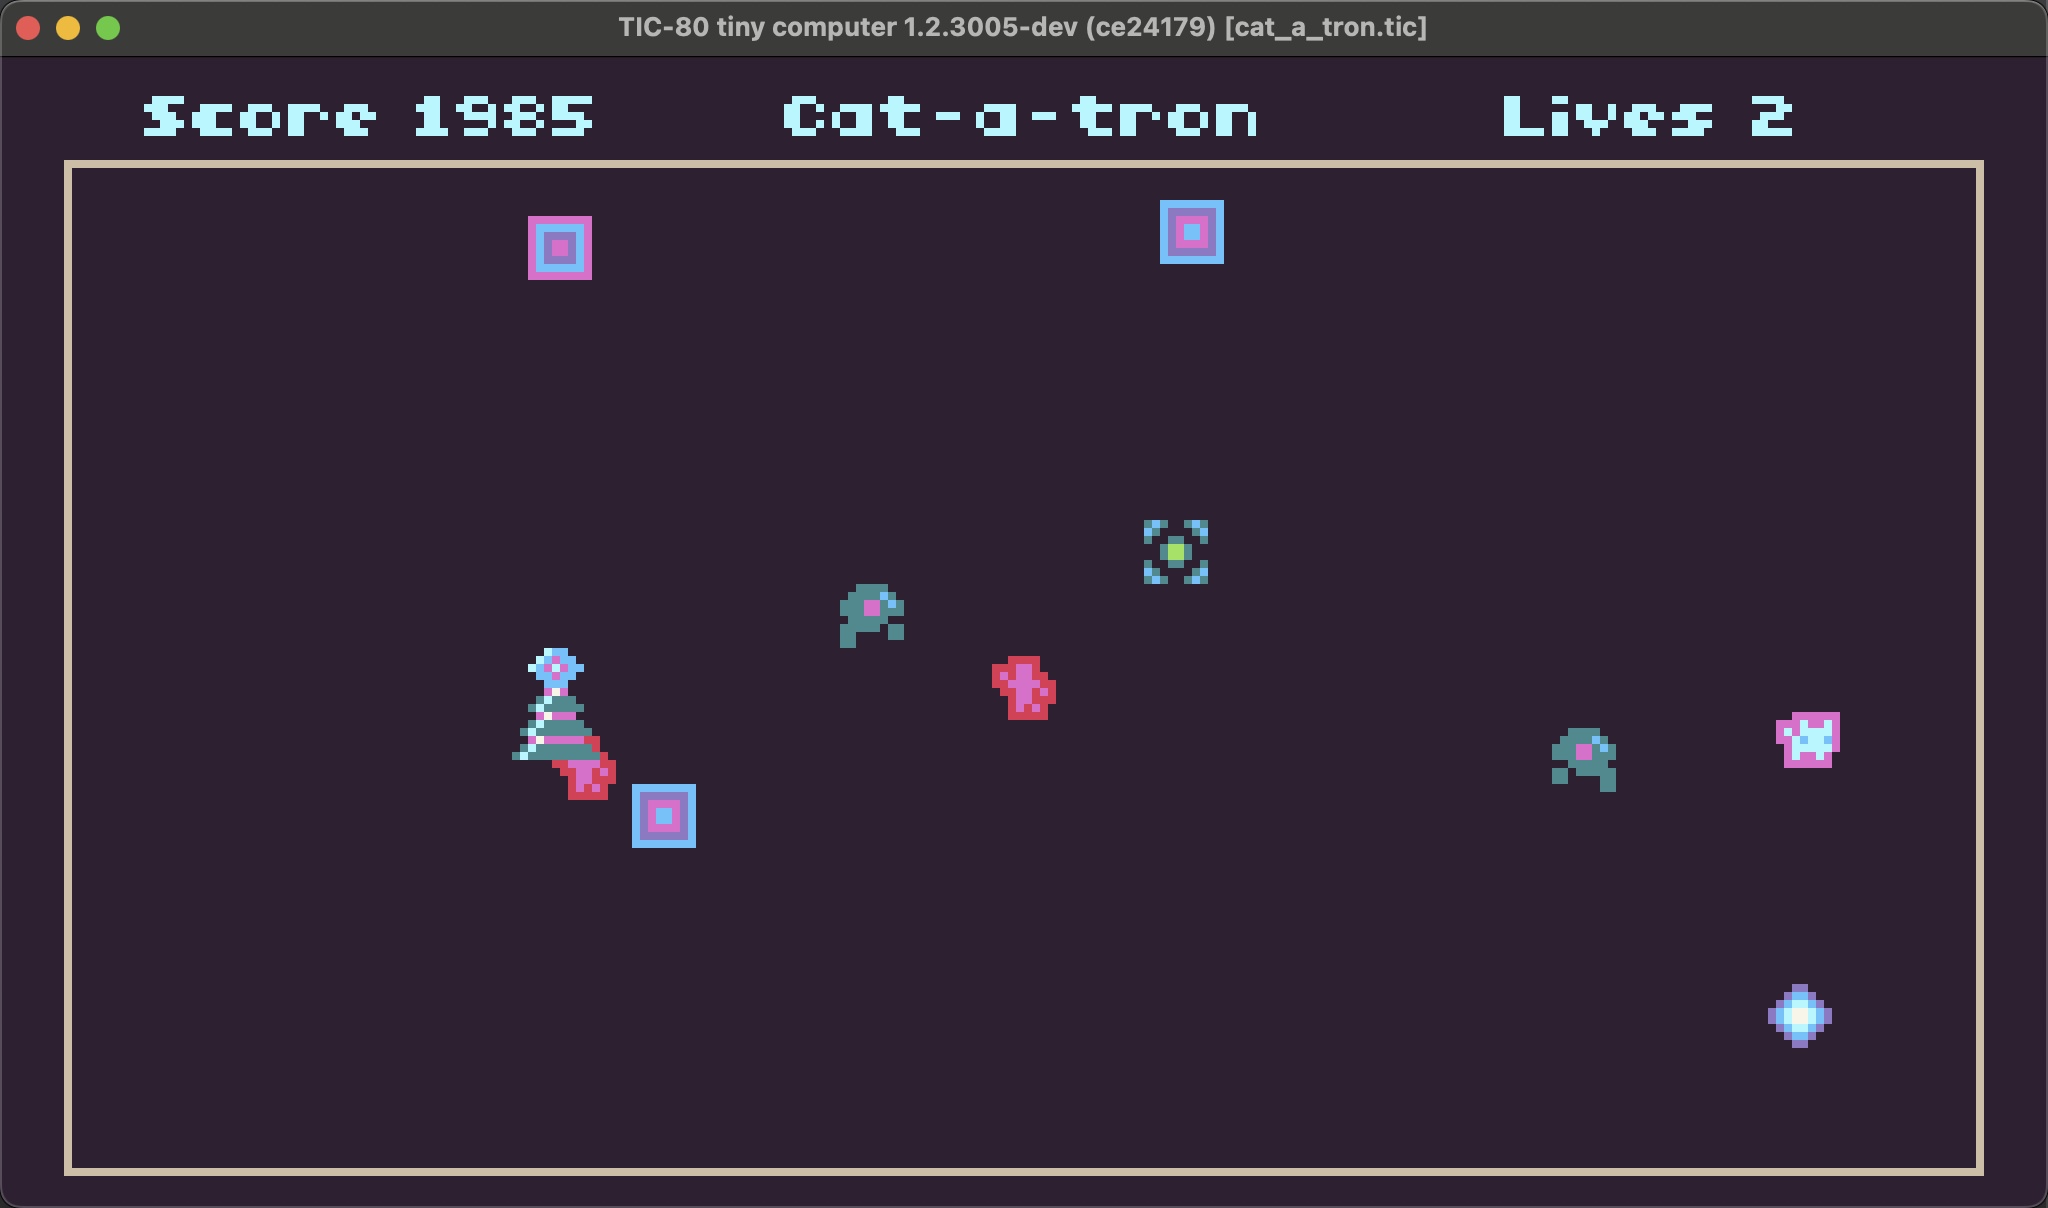 TIC-80 tiny computer 1.2.3005-dev (ce24179) [cat_a_tron.tic]
Score 1985 Cat-a-tron Lives 2